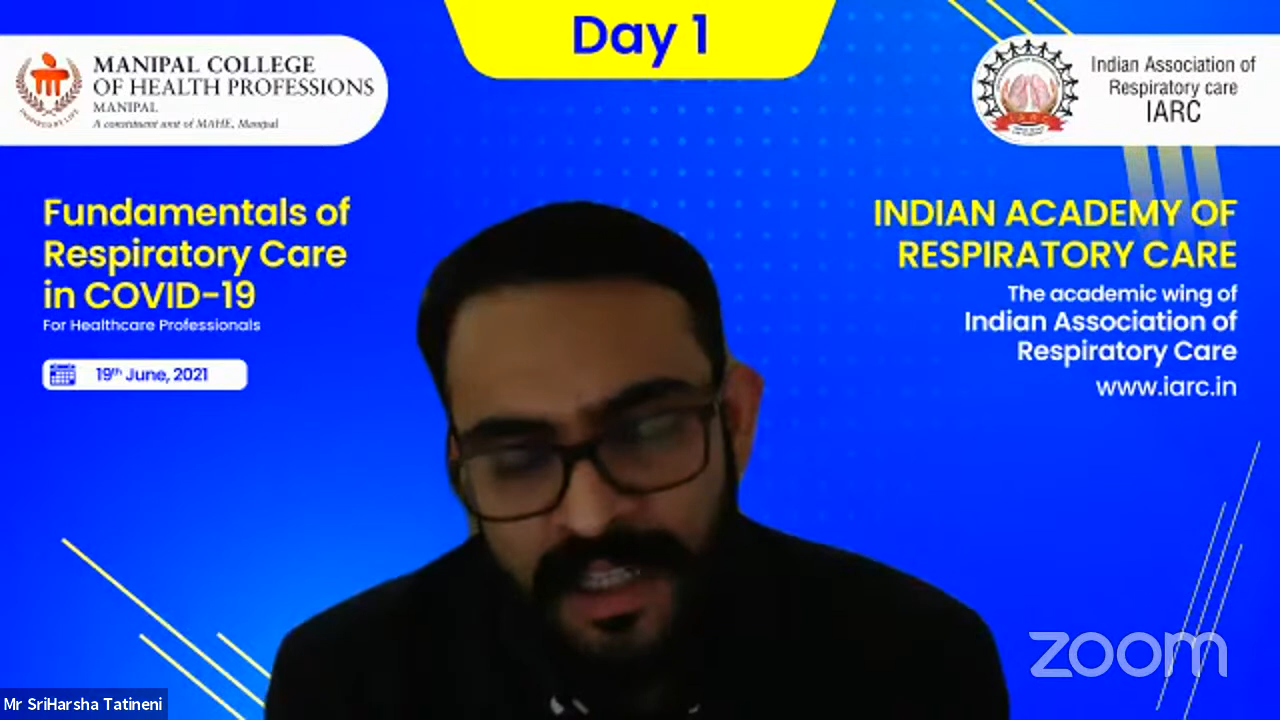 Day 1
MANIPAL COLLEGE
OF HEALTH PROFESSIONS
MANIPAL
A constituent unit of MAHE, Manipal
Indian Association of
Respiratory care
IARC
Fundamentals of
Respiratory Care
in COVID-19
For Healthcare Professionals
19th June, 2021
INDIAN ACADEMY OF
RESPIRATORY CARE
The academic wing of
Indian Association of
Respiratory Care
www.iarc.in
zoom
Mr SriHarsha Tatineni